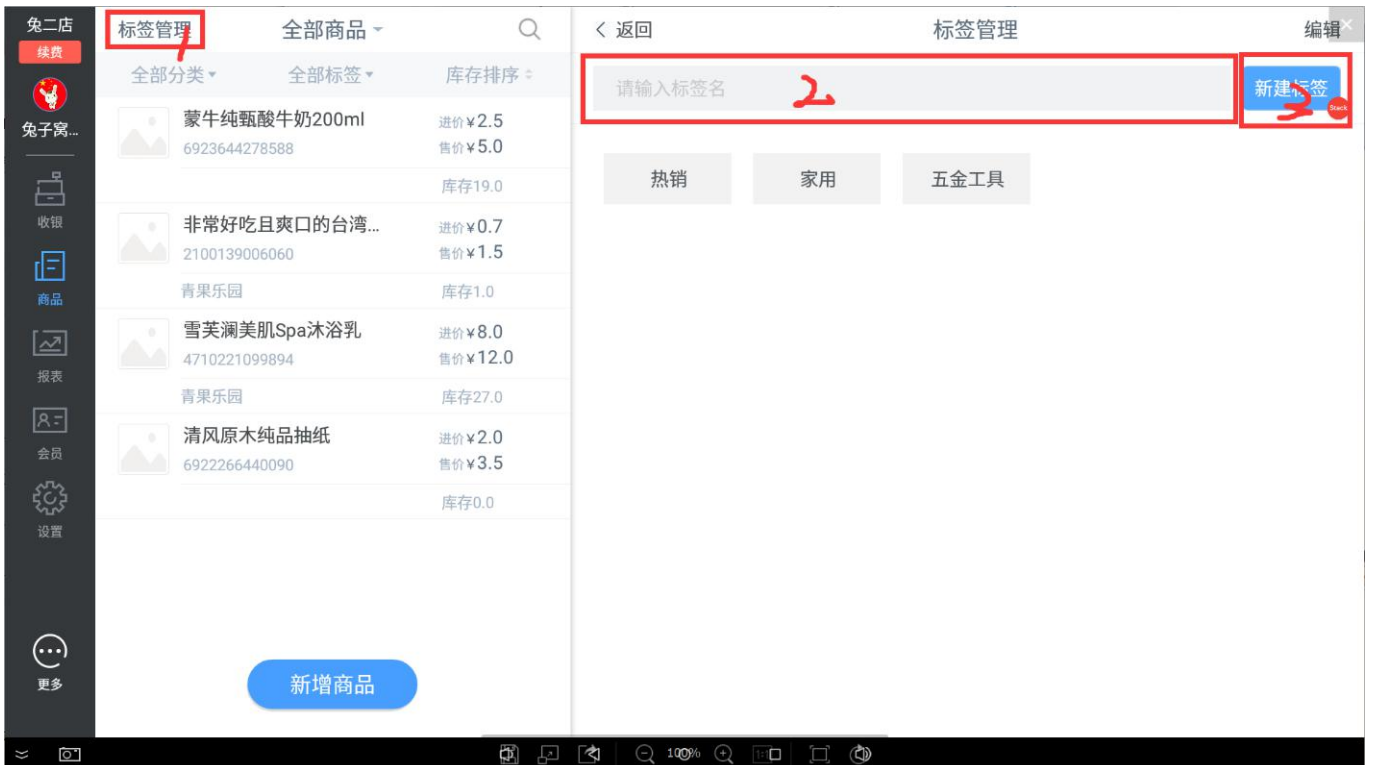 兔二店
续费
兔子窝...
收银
商品
报表
会员
设置
更多
标签管理
1
全部商品
全部分类
全部标签
库存排序
蒙牛纯甄酸牛奶200ml
进价¥2.5
6923644278588
售价¥5.0
库存19.0
非常好吃且爽口的台湾...
进价¥0.7
2100139006060
售价¥1.5
青果乐园
库存1.0
雪芙澜美肌Spa沐浴乳
进价¥8.0
4710221099894
售价¥12.0
青果乐园
库存27.0
清风原木纯品抽纸
进价¥2.0
6922266440090
售价¥3.5
库存0.0
新增商品
返回
标签管理
编辑
请输入标签名
2
新建标签
3
Stack
热销
家用
五金工具
100%
1:1